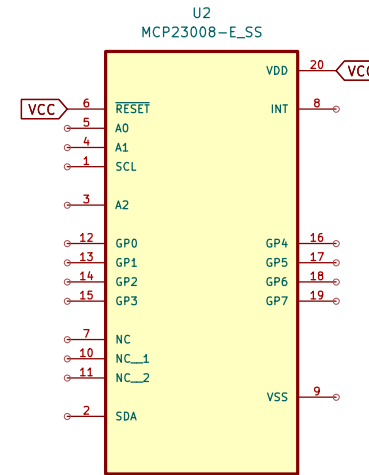 U2
MCP23008-E_SS
VDD 20 VCC
VCC 6 RESET
INT 8
5 A0
4 A1
1 SCL
3 A2
12 GP0
GP4 16
13 GP1
GP5 17
14 GP2
GP6 18
15 GP3
GP7 19
7 NC
10 NC__1
11 NC__2
VSS 9
2 SDA